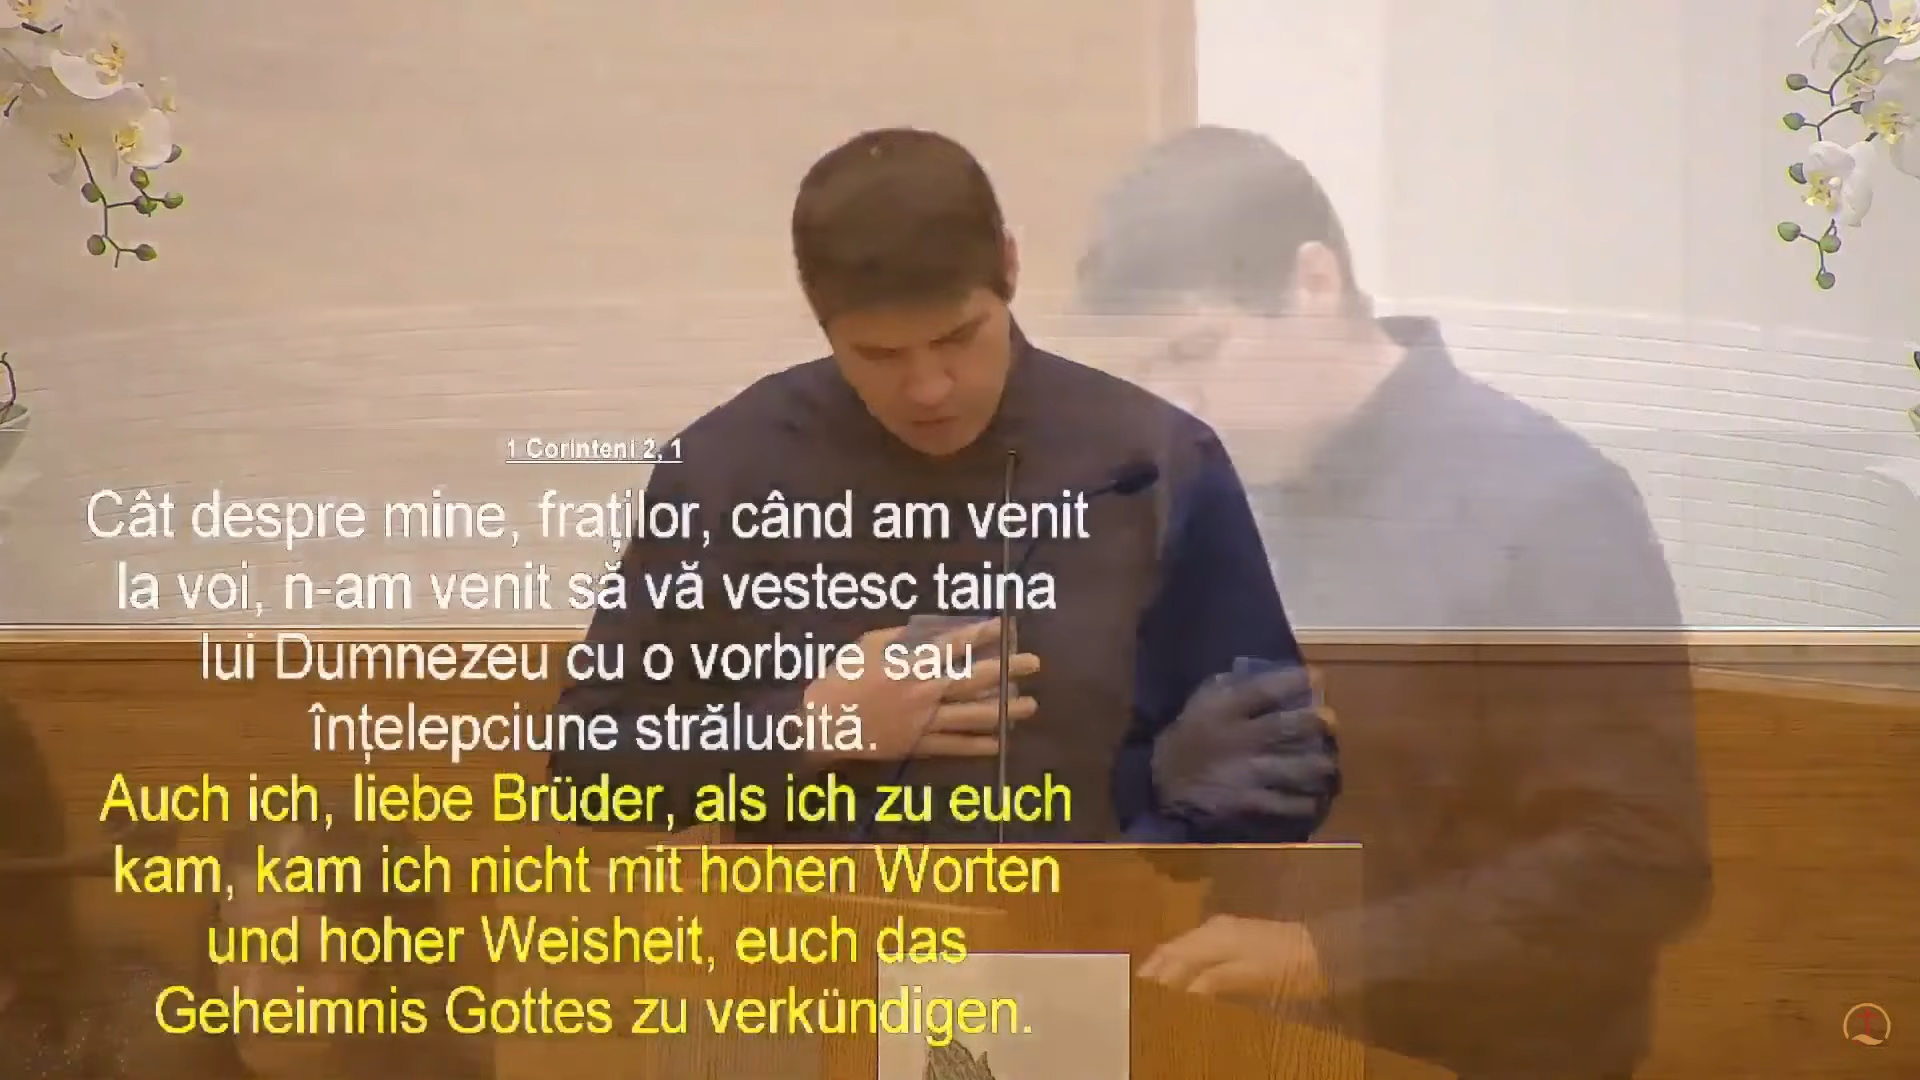 1 Corinteni 2, 1
Cât despre mine, fraților, când am venit
la voi, n-am venit să vă vestesc taina
lui Dumnezeu cu o vorbire sau
înțelepciune strălucită.
Auch ich, liebe Brüder, als ich zu euch
kam, kam ich nicht mit hohen Worten
und hoher Weisheit, euch das
Geheimnis Gottes zu verkündigen.